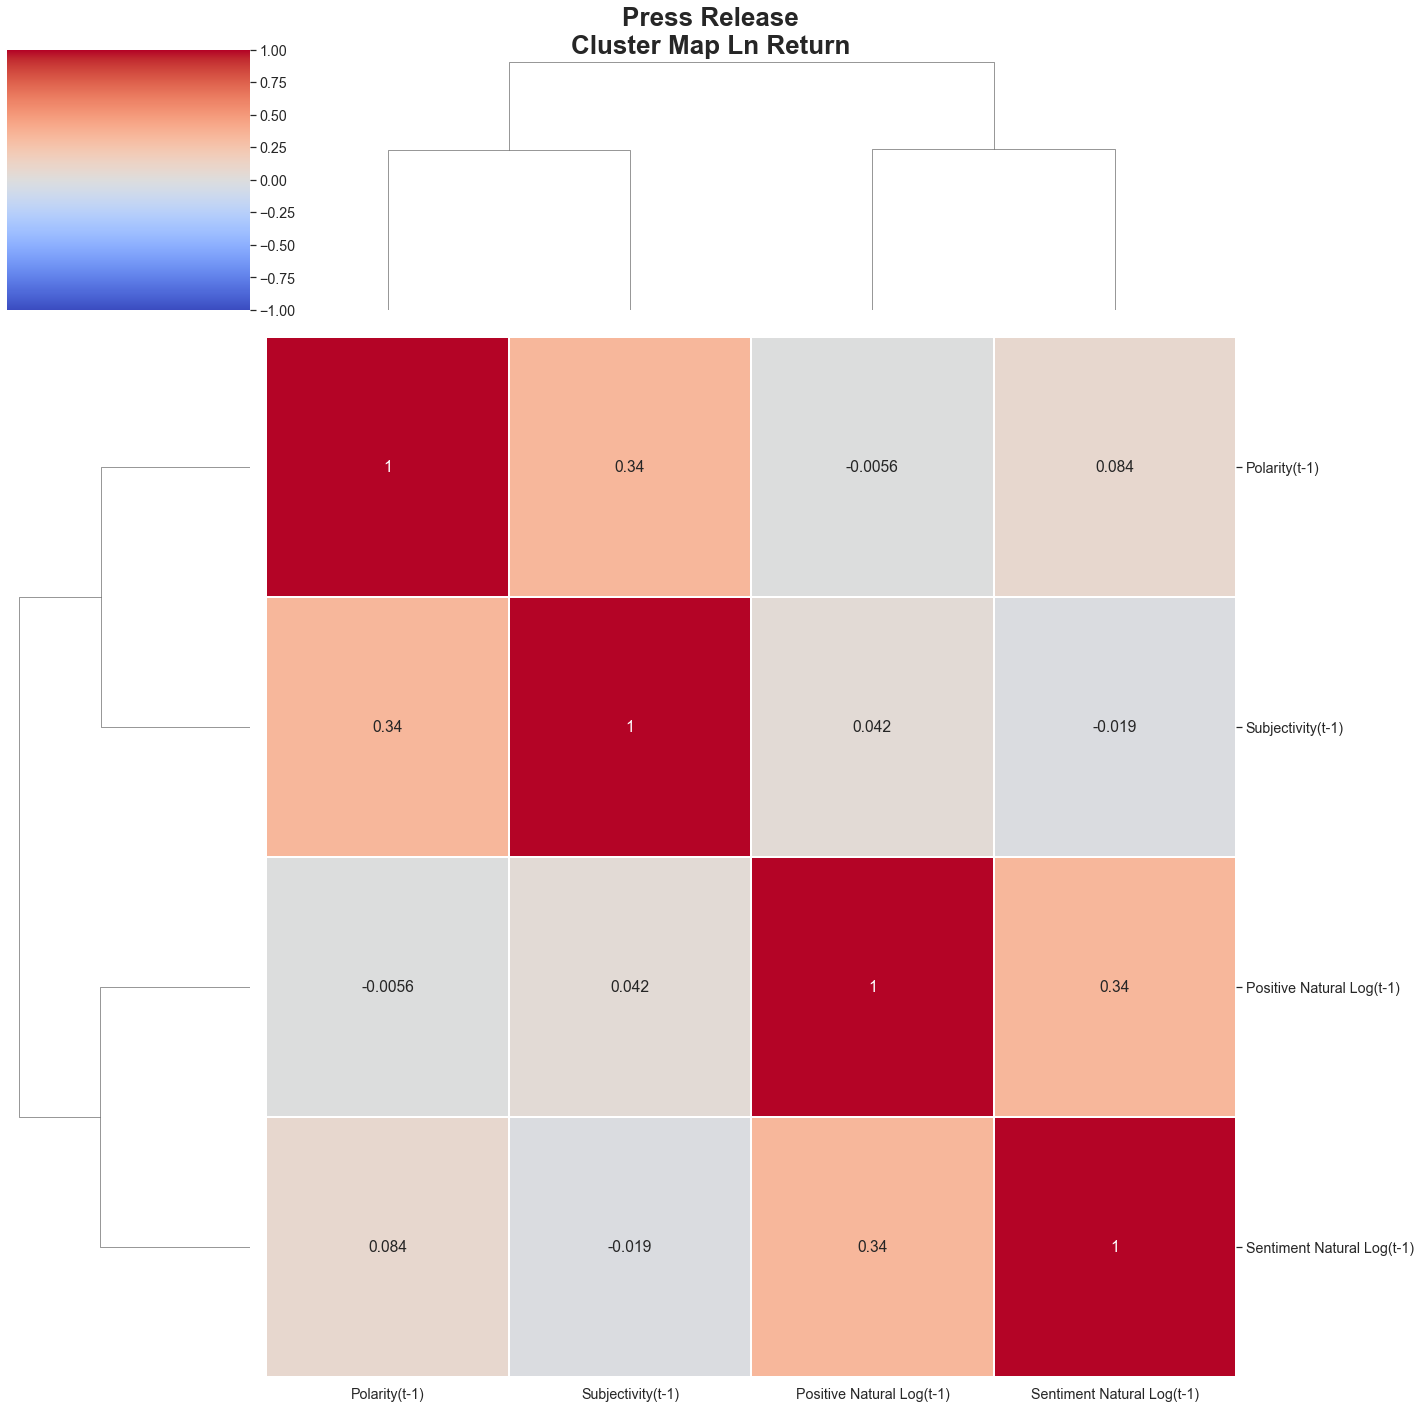 Press Release
Cluster Map Ln Return
1.00
0.75
0.50
0.25
0.00
−0.25
−0.50
−0.75
−1.00
1 0.34 -0.0056 0.084 Polarity(t-1)
0.34 1 0.042 -0.019 Subjectivity(t-1)
-0.0056 0.042 1 0.34 Positive Natural Log(t-1)
0.084 -0.019 0.34 1 Sentiment Natural Log(t-1)
Polarity(t-1) Subjectivity(t-1) Positive Natural Log(t-1) Sentiment Natural Log(t-1)